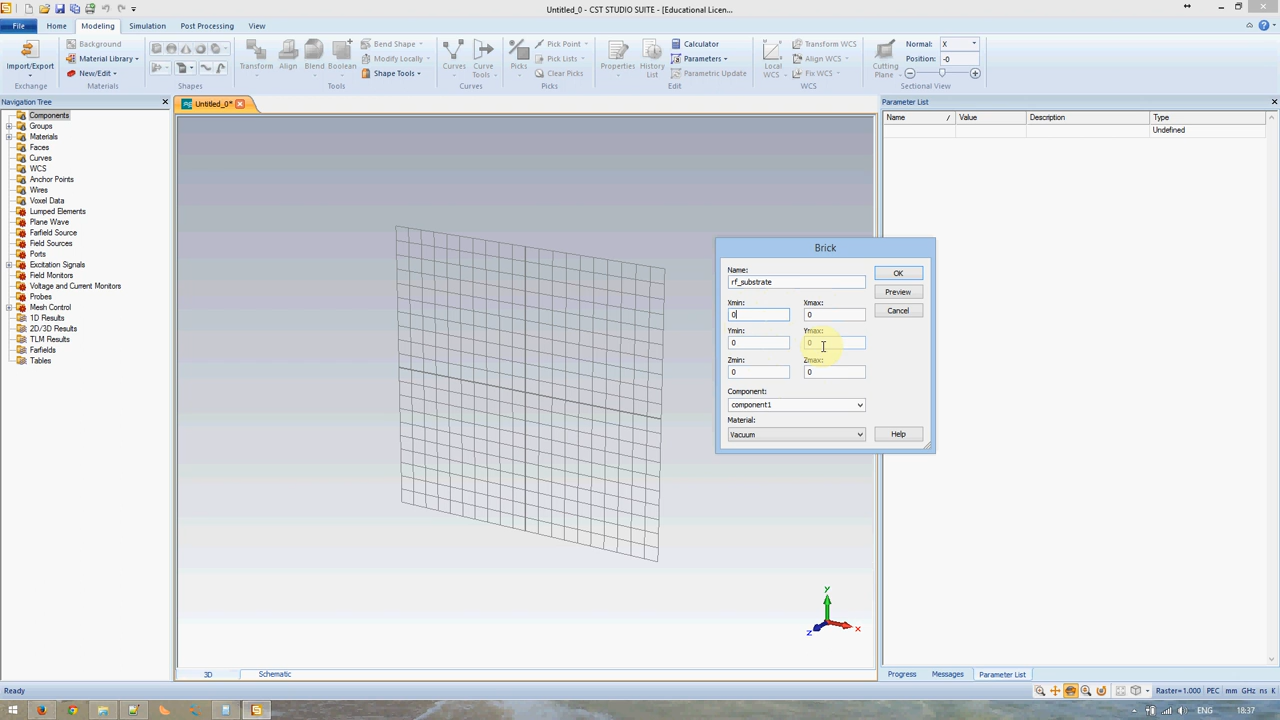 Untitled_0 - CST STUDIO SUITE - [Educational Licen...
File Home Modeling Simulation Post Processing View
Import/Export
Exchange
Background
Material Library
New/Edit
Materials
Shapes
Transform
Align
Blend
Boolean
Bend Shape
Modify Locally
Shape Tools
Tools
Curves
Curve Tools
Curves
Picks
Pick Point
Pick Lists
Clear Picks
Picks
Properties
History List
Calculator
Parameters
Parametric Update
Edit
Local WCS
Transform WCS
Align WCS
Fix WCS
WCS
Cutting Plane
Normal: X
Position: -0
Sectional View
Navigation Tree
Components
Groups
Materials
Faces
Curves
WCS
Anchor Points
Wires
Voxel Data
Lumped Elements
Plane Wave
Farfield Source
Field Sources
Ports
Excitation Signals
Field Monitors
Voltage and Current Monitors
Probes
Mesh Control
1D Results
2D/3D Results
TLM Results
Farfields
Tables
Untitled_0*
y
x
z
3D Schematic
Brick
Name:
rf_substrate
OK
Preview
Cancel
Xmin: Xmax:
0 0
Ymin: Ymax:
0 0
Zmin: Zmax:
0 0
Component:
component1
Material:
Vacuum
Help
Parameter List
Name / Value Description Type
Undefined
Progress Messages Parameter List
Ready
Raster=1.000 PEC mm GHz ns K
ENG 18:37